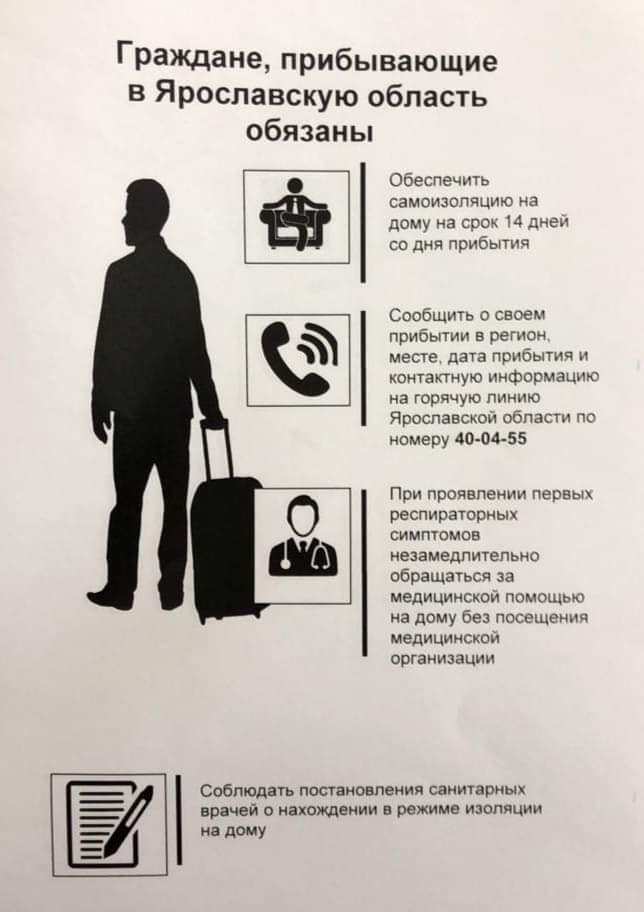 Граждане, прибывающие
в Ярославскую область
обязаны
Обеспечить
самоизоляцию на
дому на срок 14 дней
со дня прибытия
Сообщить о своем
прибытии в регион,
месте, дата прибытия и
контактную информацию
на горячую линию
Ярославской области по
номеру 40-04-55
При проявлении первых
респираторных
симптомов
незамедлительно
обращаться за
медицинской помощью
на дому без посещения
медицинской
организации
Соблюдать постановления санитарных
врачей о нахождении в режиме изоляции
на дому